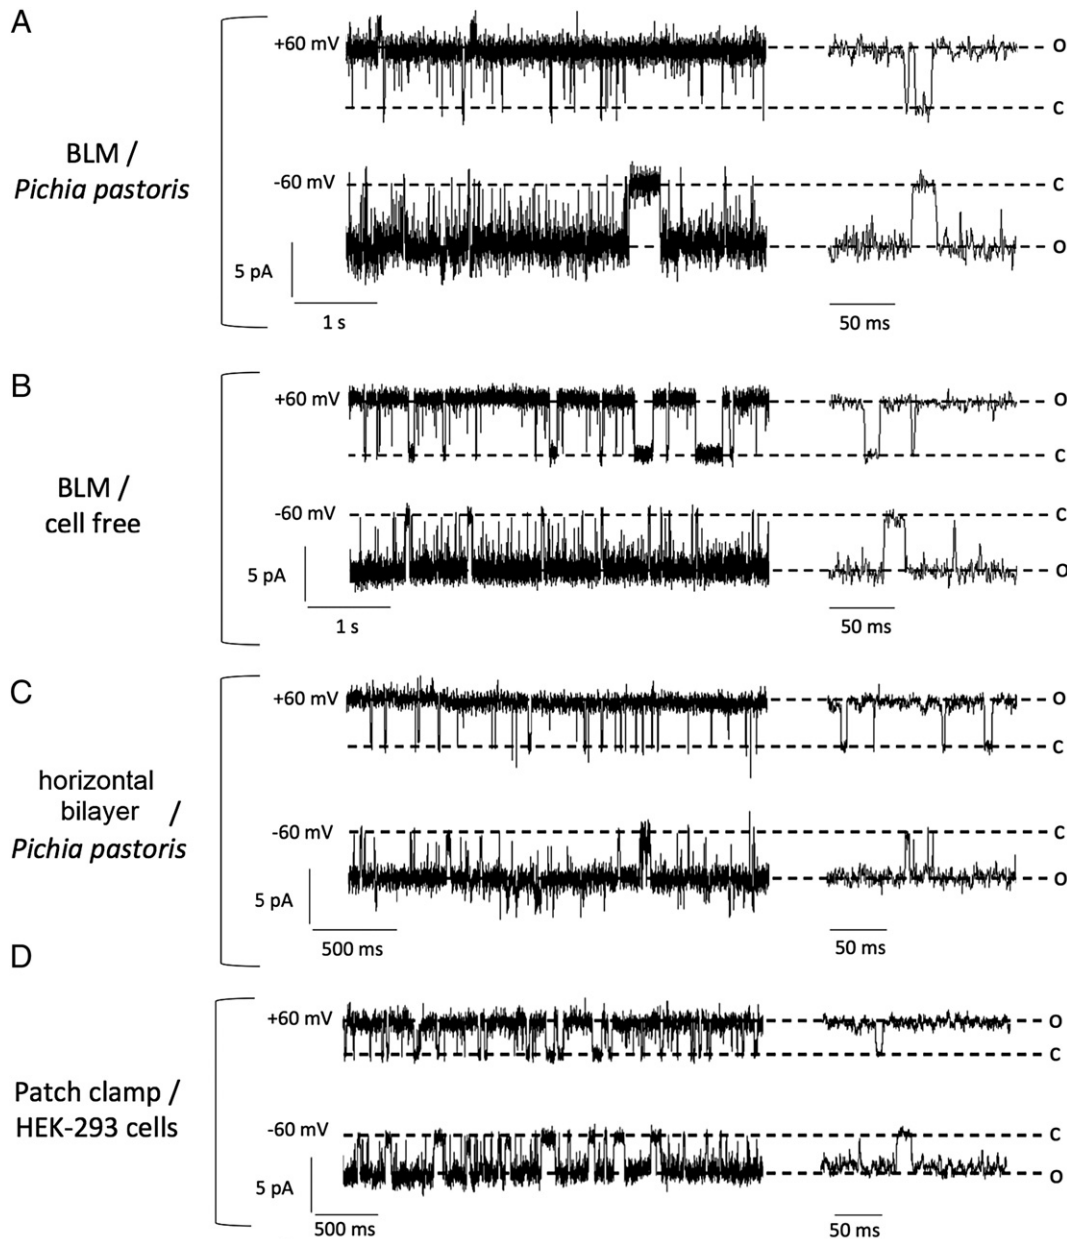 A
+60 mV
O
C
BLM /
Pichia pastoris
-60 mV
C
O
5 pA
1 s
50 ms
B
+60 mV
O
C
BLM /
cell free
-60 mV
C
O
5 pA
1 s
50 ms
C
+60 mV
O
C
horizontal
bilayer /
Pichia pastoris
-60 mV
C
O
5 pA
500 ms
50 ms
D
+60 mV
O
C
Patch clamp /
HEK-293 cells
-60 mV
C
O
5 pA
500 ms
50 ms